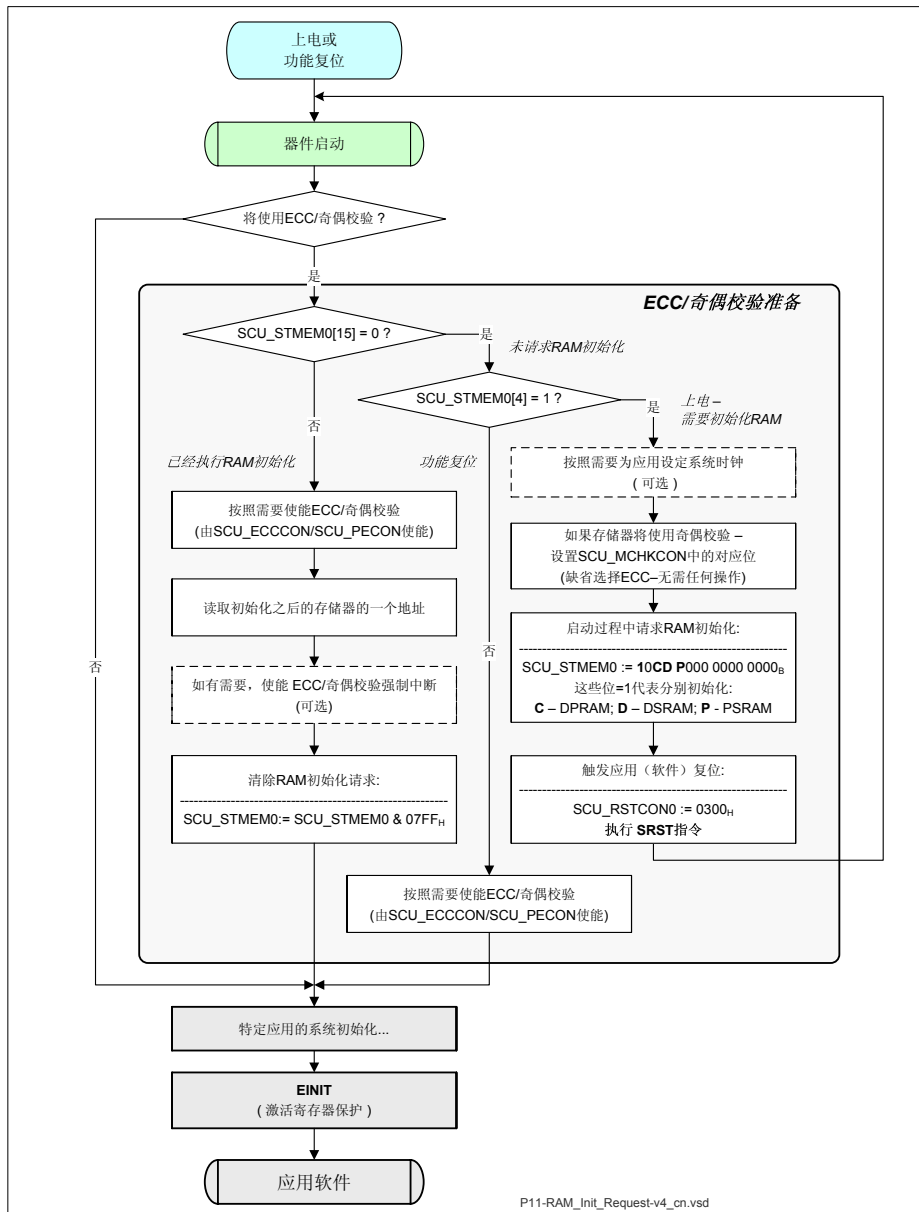 上电或
功能复位
器件启动
将使用ECC/奇偶校验 ?
是
ECC/奇偶校验准备
SCU_STMEM0[15] = 0 ?
是
未请求RAM初始化
SCU_STMEM0[4] = 1 ?
是
上电 –
需要初始化RAM
否
已经执行RAM初始化
功能复位
按照需要为应用设定系统时钟
( 可选 )
按照需要使能ECC/奇偶校验
(由SCU_ECCCON/SCU_PECON使能)
如果存储器将使用奇偶校验 –
设置SCU_MCHKCON中的对应位
(缺省选择ECC–无需任何操作)
读取初始化之后的存储器的一个地址
启动过程中请求RAM初始化:
SCU_STMEM0 := 10CD P000 0000 0000B
这些位=1代表分别初始化:
C – DPRAM; D – DSRAM; P - PSRAM
否
否
如有需要，使能 ECC/奇偶校验强制中断
(可选)
清除RAM初始化请求:
SCU_STMEM0:= SCU_STMEM0 & 07FFH
触发应用（软件）复位:
SCU_RSTCON0 := 0300H
执行 SRST指令
按照需要使能ECC/奇偶校验
(由SCU_ECCCON/SCU_PECON使能)
特定应用的系统初始化...
EINIT
( 激活寄存器保护 )
应用软件
P11-RAM_Init_Request-v4_cn.vsd